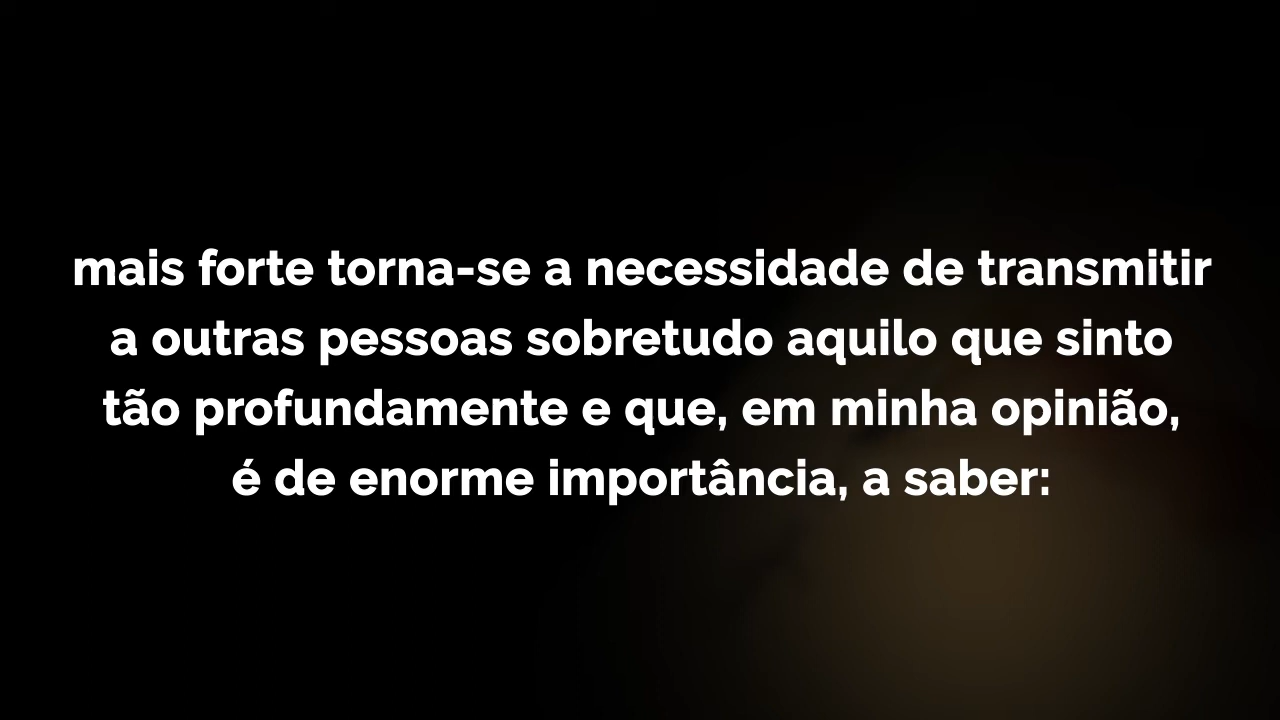 mais forte torna-se a necessidade de transmitir
a outras pessoas sobretudo aquilo que sinto
tão profundamente e que, em minha opinião,
é de enorme importância, a saber: